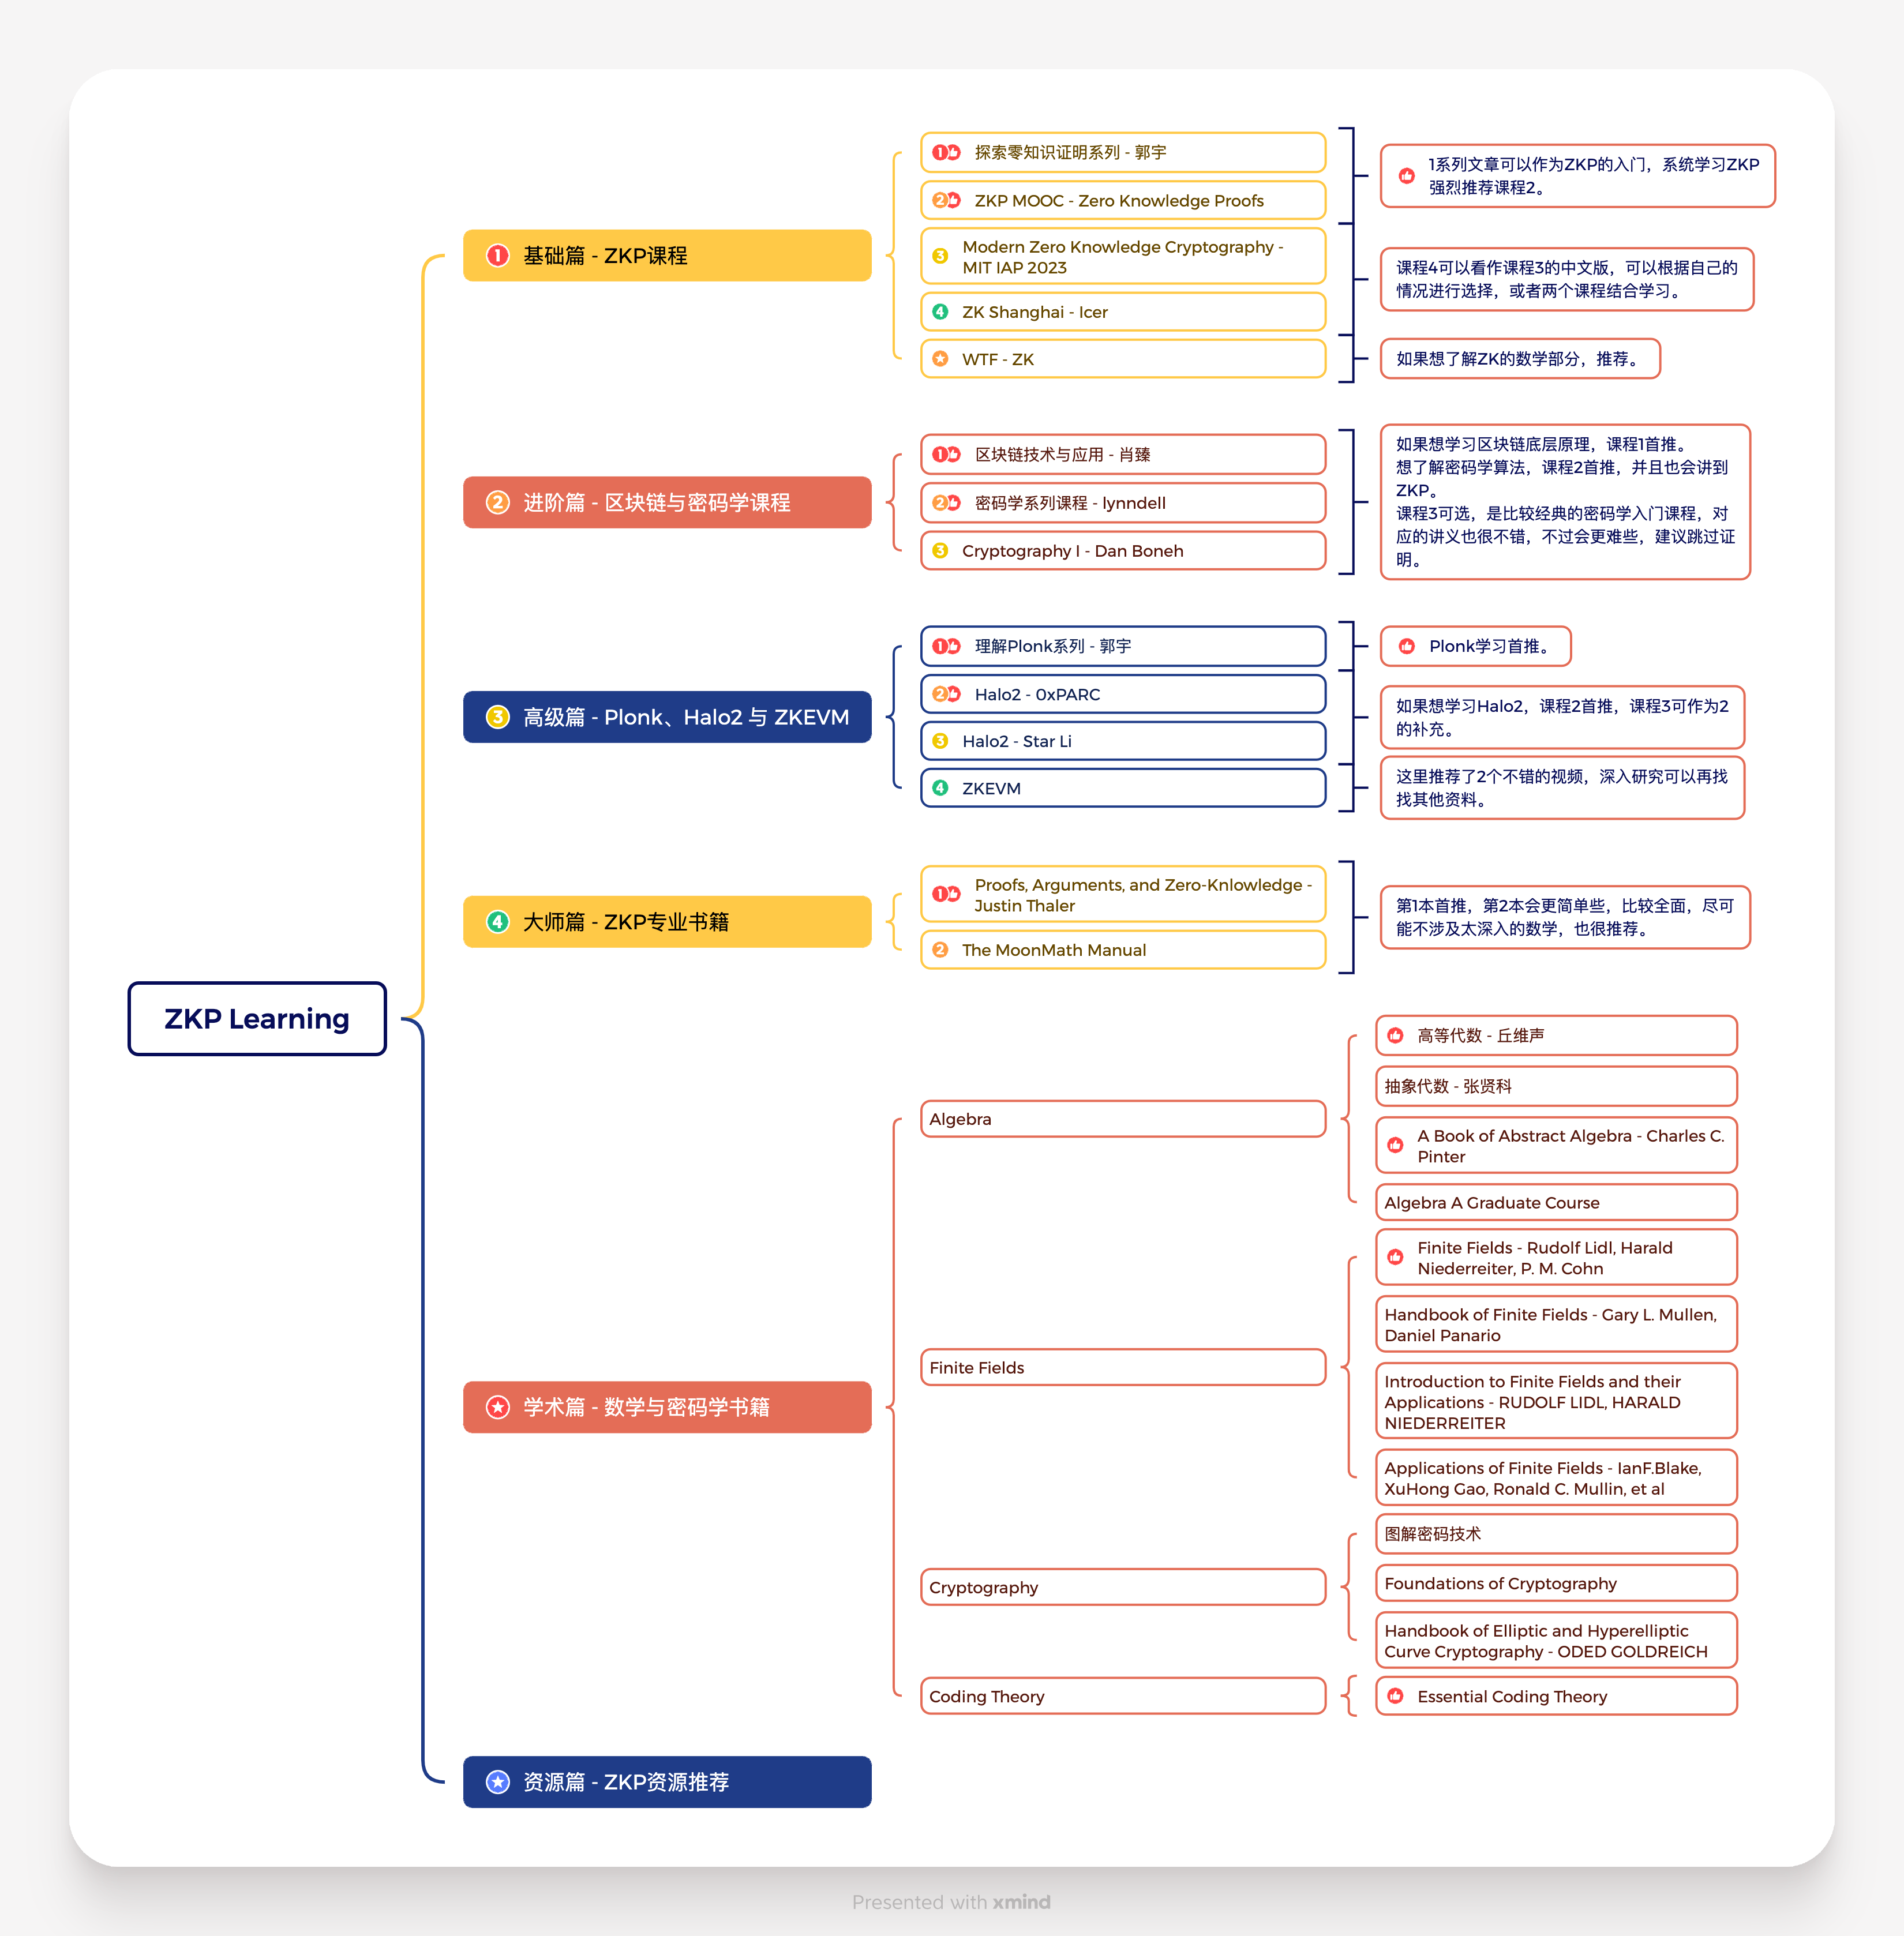 ZKP Learning
1 基础篇 - ZKP课程
1 探索零知识证明系列 - 郭宇
2 ZKP MOOC - Zero Knowledge Proofs
1系列文章可以作为ZKP的入门，系统学习ZKP
强烈推荐课程2。
3 Modern Zero Knowledge Cryptography -
MIT IAP 2023
4 ZK Shanghai - Icer
课程4可以看作课程3的中文版，可以根据自己的
情况进行选择，或者两个课程结合学习。
WTF - ZK
如果想了解ZK的数学部分，推荐。
2 进阶篇 - 区块链与密码学课程
1 区块链技术与应用 - 肖臻
2 密码学系列课程 - lynndell
3 Cryptography I - Dan Boneh
如果想学习区块链底层原理，课程1首推。
想了解密码学算法，课程2首推，并且也会讲到
ZKP。
课程3可选，是比较经典的密码学入门课程，对
应的讲义也很不错，不过会更难些，建议跳过证
明。
3 高级篇 - Plonk、Halo2 与 ZKEVM
1 理解Plonk系列 - 郭宇
Plonk学习首推。
2 Halo2 - 0xPARC
3 Halo2 - Star Li
如果想学习Halo2，课程2首推，课程3可作为2
的补充。
4 ZKEVM
这里推荐了2个不错的视频，深入研究可以再找
找其他资料。
4 大师篇 - ZKP专业书籍
1 Proofs, Arguments, and Zero-Knlowledge -
Justin Thaler
2 The MoonMath Manual
第1本首推，第2本会更简单些，比较全面，尽可
能不涉及太深入的数学，也很推荐。
学术篇 - 数学与密码学书籍
Algebra
高等代数 - 丘维声
抽象代数 - 张贤科
A Book of Abstract Algebra - Charles C.
Pinter
Algebra A Graduate Course
Finite Fields
Finite Fields - Rudolf Lidl, Harald
Niederreiter, P. M. Cohn
Handbook of Finite Fields - Gary L. Mullen,
Daniel Panario
Introduction to Finite Fields and their
Applications - RUDOLF LIDL, HARALD
NIEDERREITER
Applications of Finite Fields - IanF.Blake,
XuHong Gao, Ronald C. Mullin, et al
Cryptography
图解密码技术
Foundations of Cryptography
Handbook of Elliptic and Hyperelliptic
Curve Cryptography - ODED GOLDREICH
Coding Theory
Essential Coding Theory
资源篇 - ZKP资源推荐
Presented with xmind